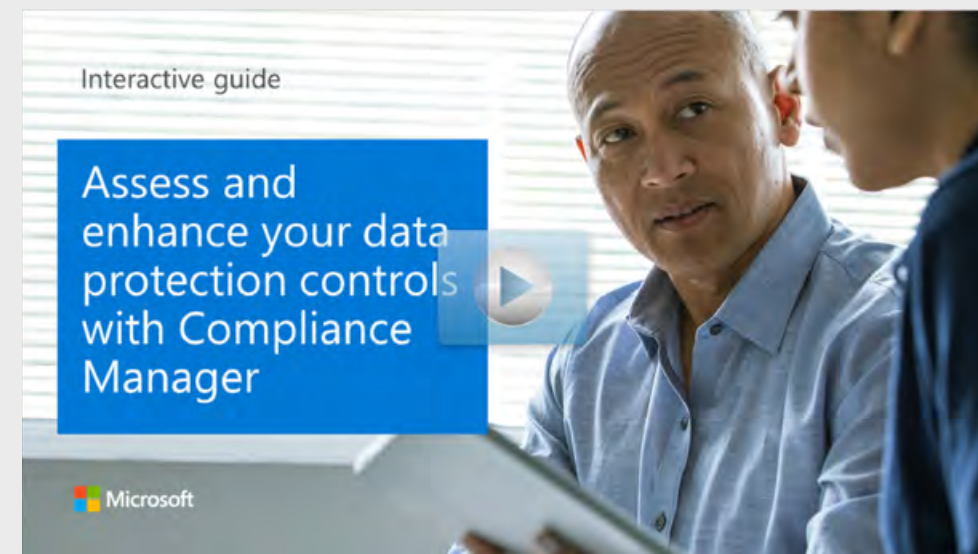 Interactive guide
Assess and
enhance your data
protection controls
with Compliance
Manager
Microsoft